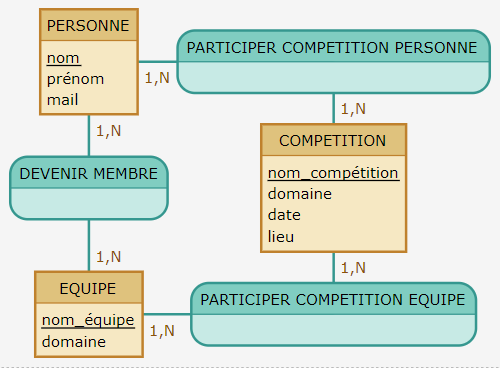 PERSONNE
nom
prénom
mail
1,N
PARTICIPER COMPETITION PERSONNE
1,N
1,N
COMPETITION
nom_compétition
domaine
date
lieu
DEVENIR MEMBRE
1,N
1,N
EQUIPE
nom_équipe
domaine
1,N
PARTICIPER COMPETITION EQUIPE